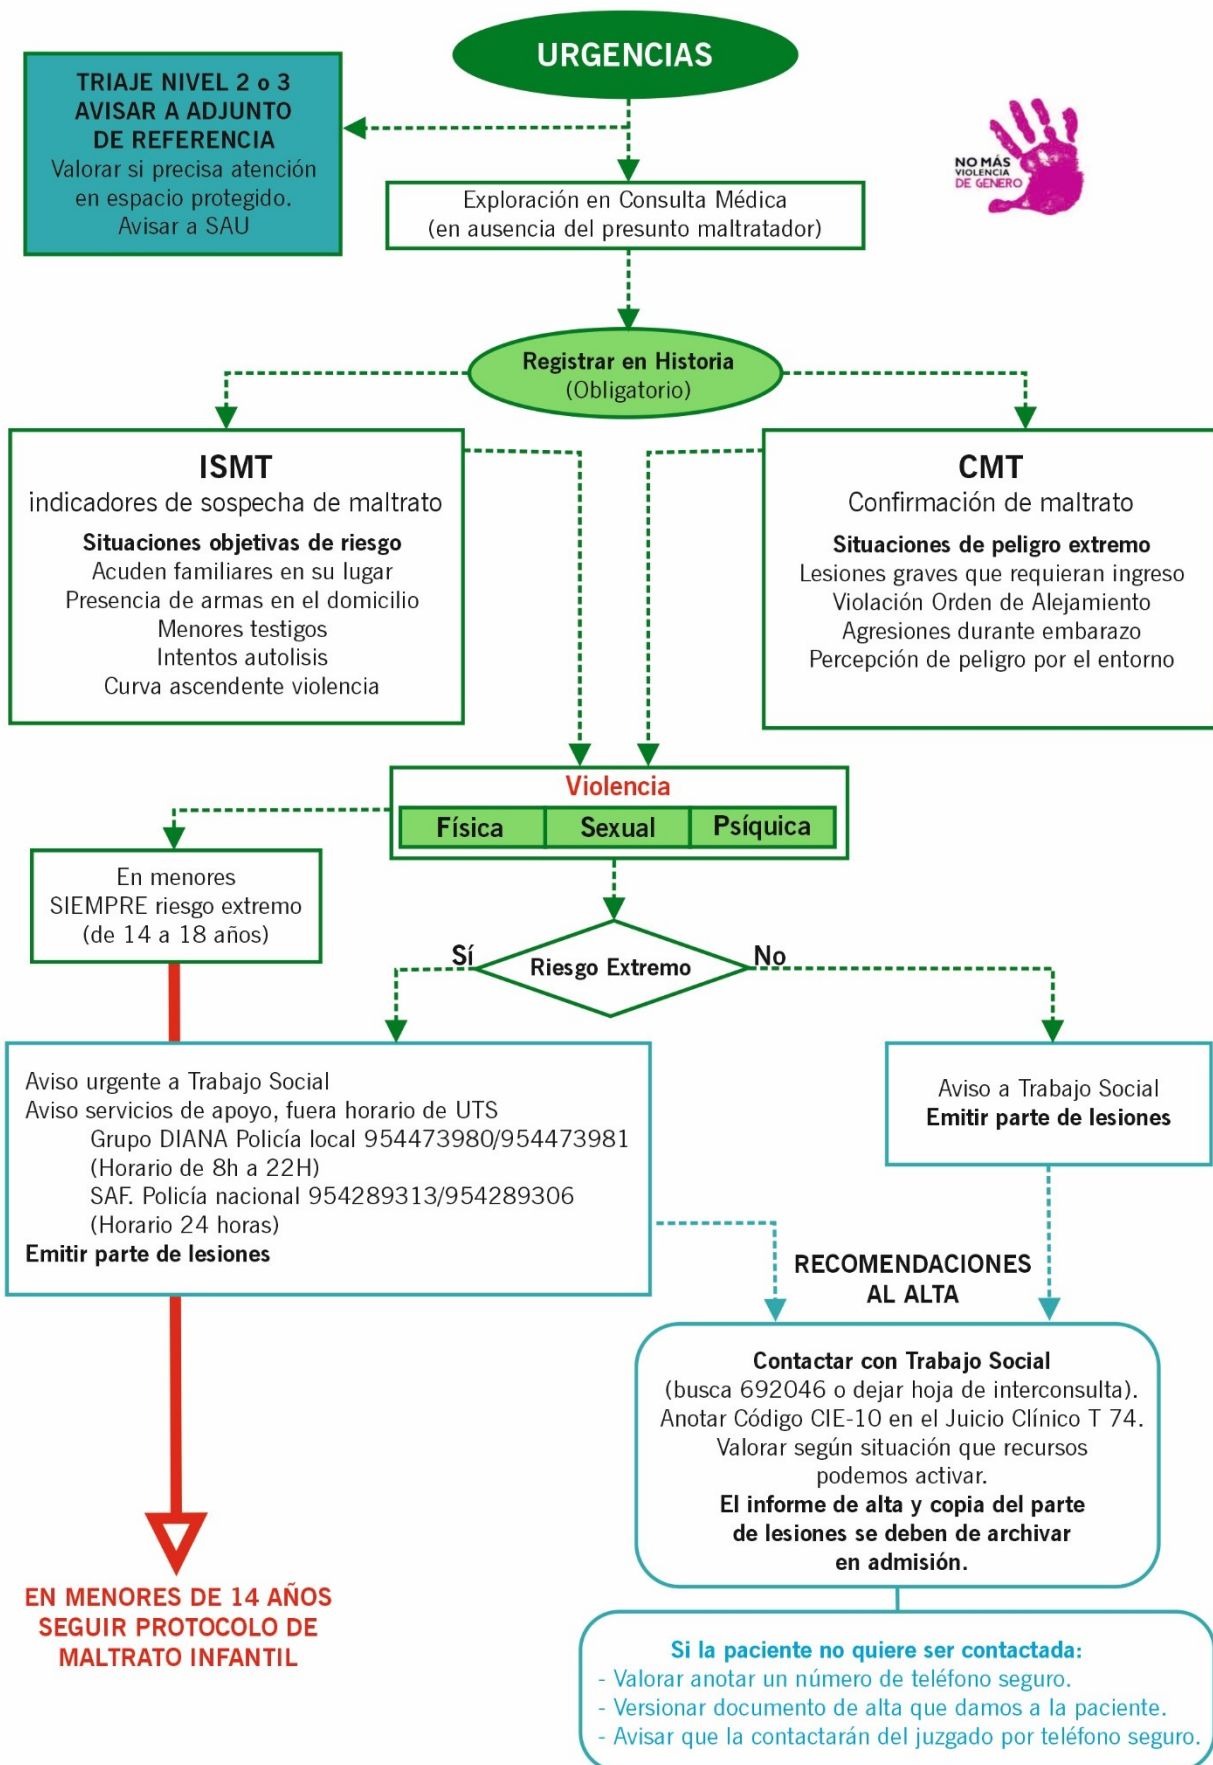 URGENCIAS
TRIAJE NIVEL 2 o 3
AVISAR A ADJUNTO
DE REFERENCIA
Valorar si precisa atención
en espacio protegido.
Avisar a SAU
NO MÁS
VIOLENCIA
DE GENERO
Exploración en Consulta Médica
(en ausencia del presunto maltratador)
Registrar en Historia
(Obligatorio)
ISMT
indicadores de sospecha de maltrato
Situaciones objetivas de riesgo
Acuden familiares en su lugar
Presencia de armas en el domicilio
Menores testigos
Intentos autolisis
Curva ascendente violencia
CMT
Confirmación de maltrato
Situaciones de peligro extremo
Lesiones graves que requieran ingreso
Violación Orden de Alejamiento
Agresiones durante embarazo
Percepción de peligro por el entorno
Violencia
Física Sexual Psíquica
En menores
SIEMPRE riesgo extremo
(de 14 a 18 años)
Sí
Riesgo Extremo
No
Aviso urgente a Trabajo Social
Aviso servicios de apoyo, fuera horario de UTS
Grupo DIANA Policía local 954473980/954473981
(Horario de 8h a 22H)
SAF. Policía nacional 954289313/954289306
(Horario 24 horas)
Emitir parte de lesiones
Aviso a Trabajo Social
Emitir parte de lesiones
RECOMENDACIONES
AL ALTA
Contactar con Trabajo Social
(busca 692046 o dejar hoja de interconsulta).
Anotar Código CIE-10 en el Juicio Clínico T 74.
Valorar según situación que recursos
podemos activar.
El informe de alta y copia del parte
de lesiones se deben de archivar
en admisión.
EN MENORES DE 14 AÑOS
SEGUIR PROTOCOLO DE
MALTRATO INFANTIL
Si la paciente no quiere ser contactada:
- Valorar anotar un número de teléfono seguro.
- Versionar documento de alta que damos a la paciente.
- Avisar que la contactarán del juzgado por teléfono seguro.